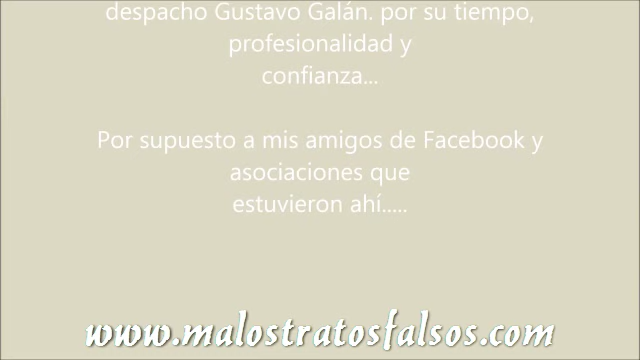 despacho Gustavo Galán. por su tiempo,
profesionalidad y
confianza...
Por supuesto a mis amigos de Facebook y
asociaciones que
estuvieron ahí.....
www.malostratosfalsos.com